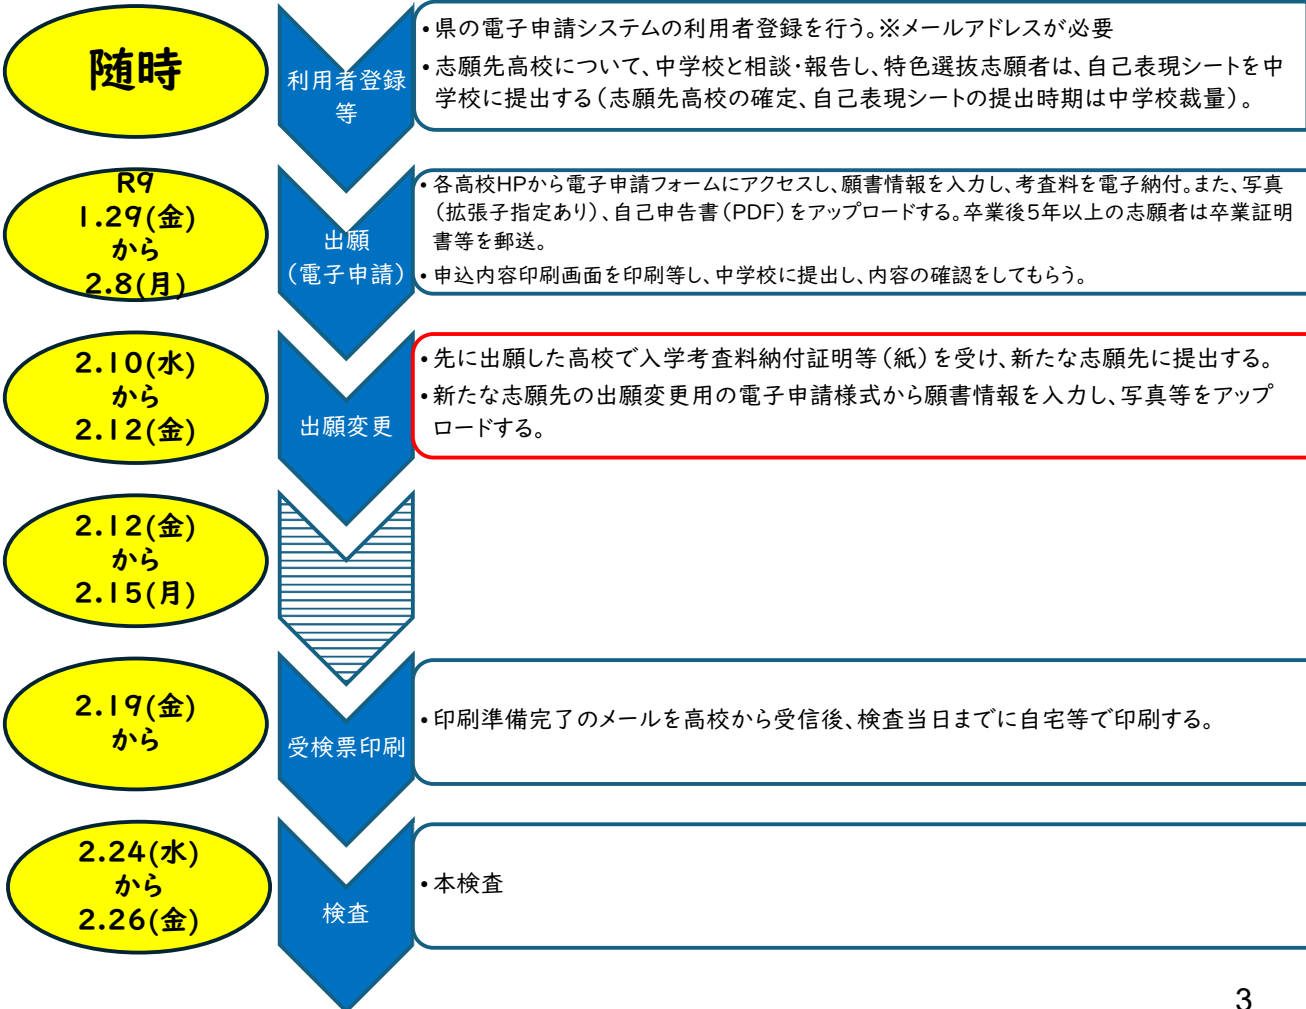 随時
利用者登録
等
•県の電子申請システムの利用者登録を行う。※メールアドレスが必要
•志願先高校について、中学校と相談・報告し、特色選抜志願者は、自己表現シートを中
学校に提出する（志願先高校の確定、自己表現シートの提出時期は中学校裁量）。
R9
1.29(金)
から
2.8(月)
出願
（電子申請）
•各高校HPから電子申請フォームにアクセスし、願書情報を入力し、考査料を電子納付。また、写真
（拡張子指定あり）、自己申告書（PDF）をアップロードする。卒業後5年以上の志願者は卒業証明
書等を郵送。
•申込内容印刷画面を印刷等し、中学校に提出し、内容の確認をしてもらう。
2.10(水)
から
2.12(金)
出願変更
•先に出願した高校で入学考査料納付証明等（紙）を受け、新たな志願先に提出する。
•新たな志願先の出願変更用の電子申請様式から願書情報を入力し、写真等をアップ
ロードする。
2.12(金)
から
2.15(月)
2.19(金)
から
受検票印刷
•印刷準備完了のメールを高校から受信後、検査当日までに自宅等で印刷する。
2.24(水)
から
2.26(金)
検査
•本検査
3